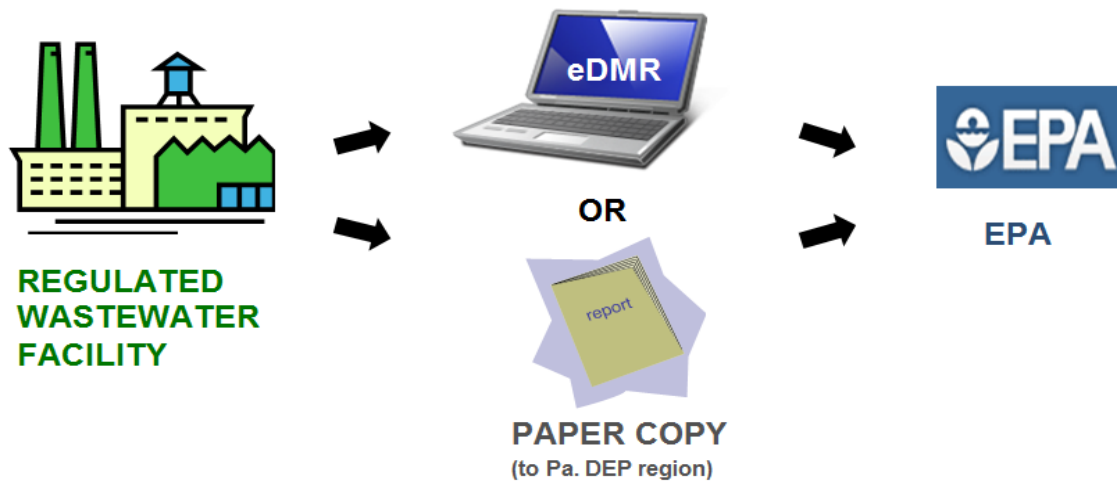 eDMR
EPA
OR
EPA
REGULATED
WASTEWATER
FACILITY
report
PAPER COPY
(to Pa. DEP region)